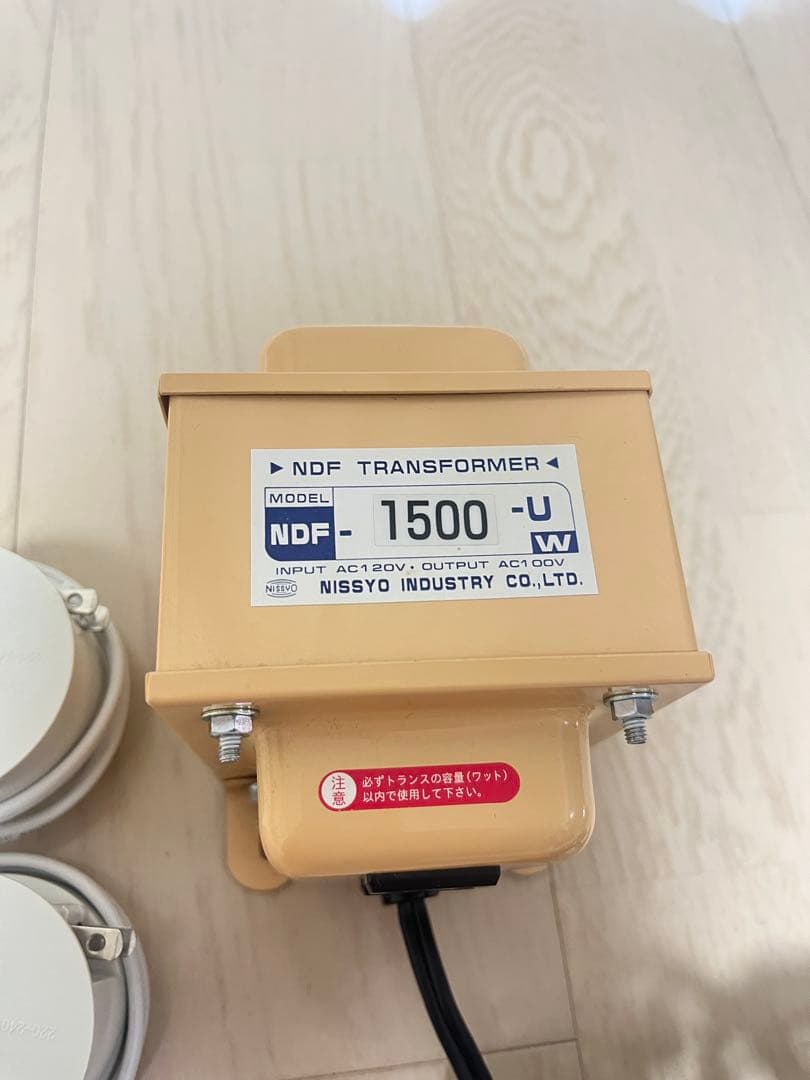 ▶ NDF TRANSFORMER ◀
MODEL
NDF - 1500 -U
W
INPUT AC120V・OUTPUT AC100V
NISSYO NISSYO INDUSTRY CO.,LTD.
注意
必ずトランスの容量(ワット)
以内で使用して下さい。
220-240